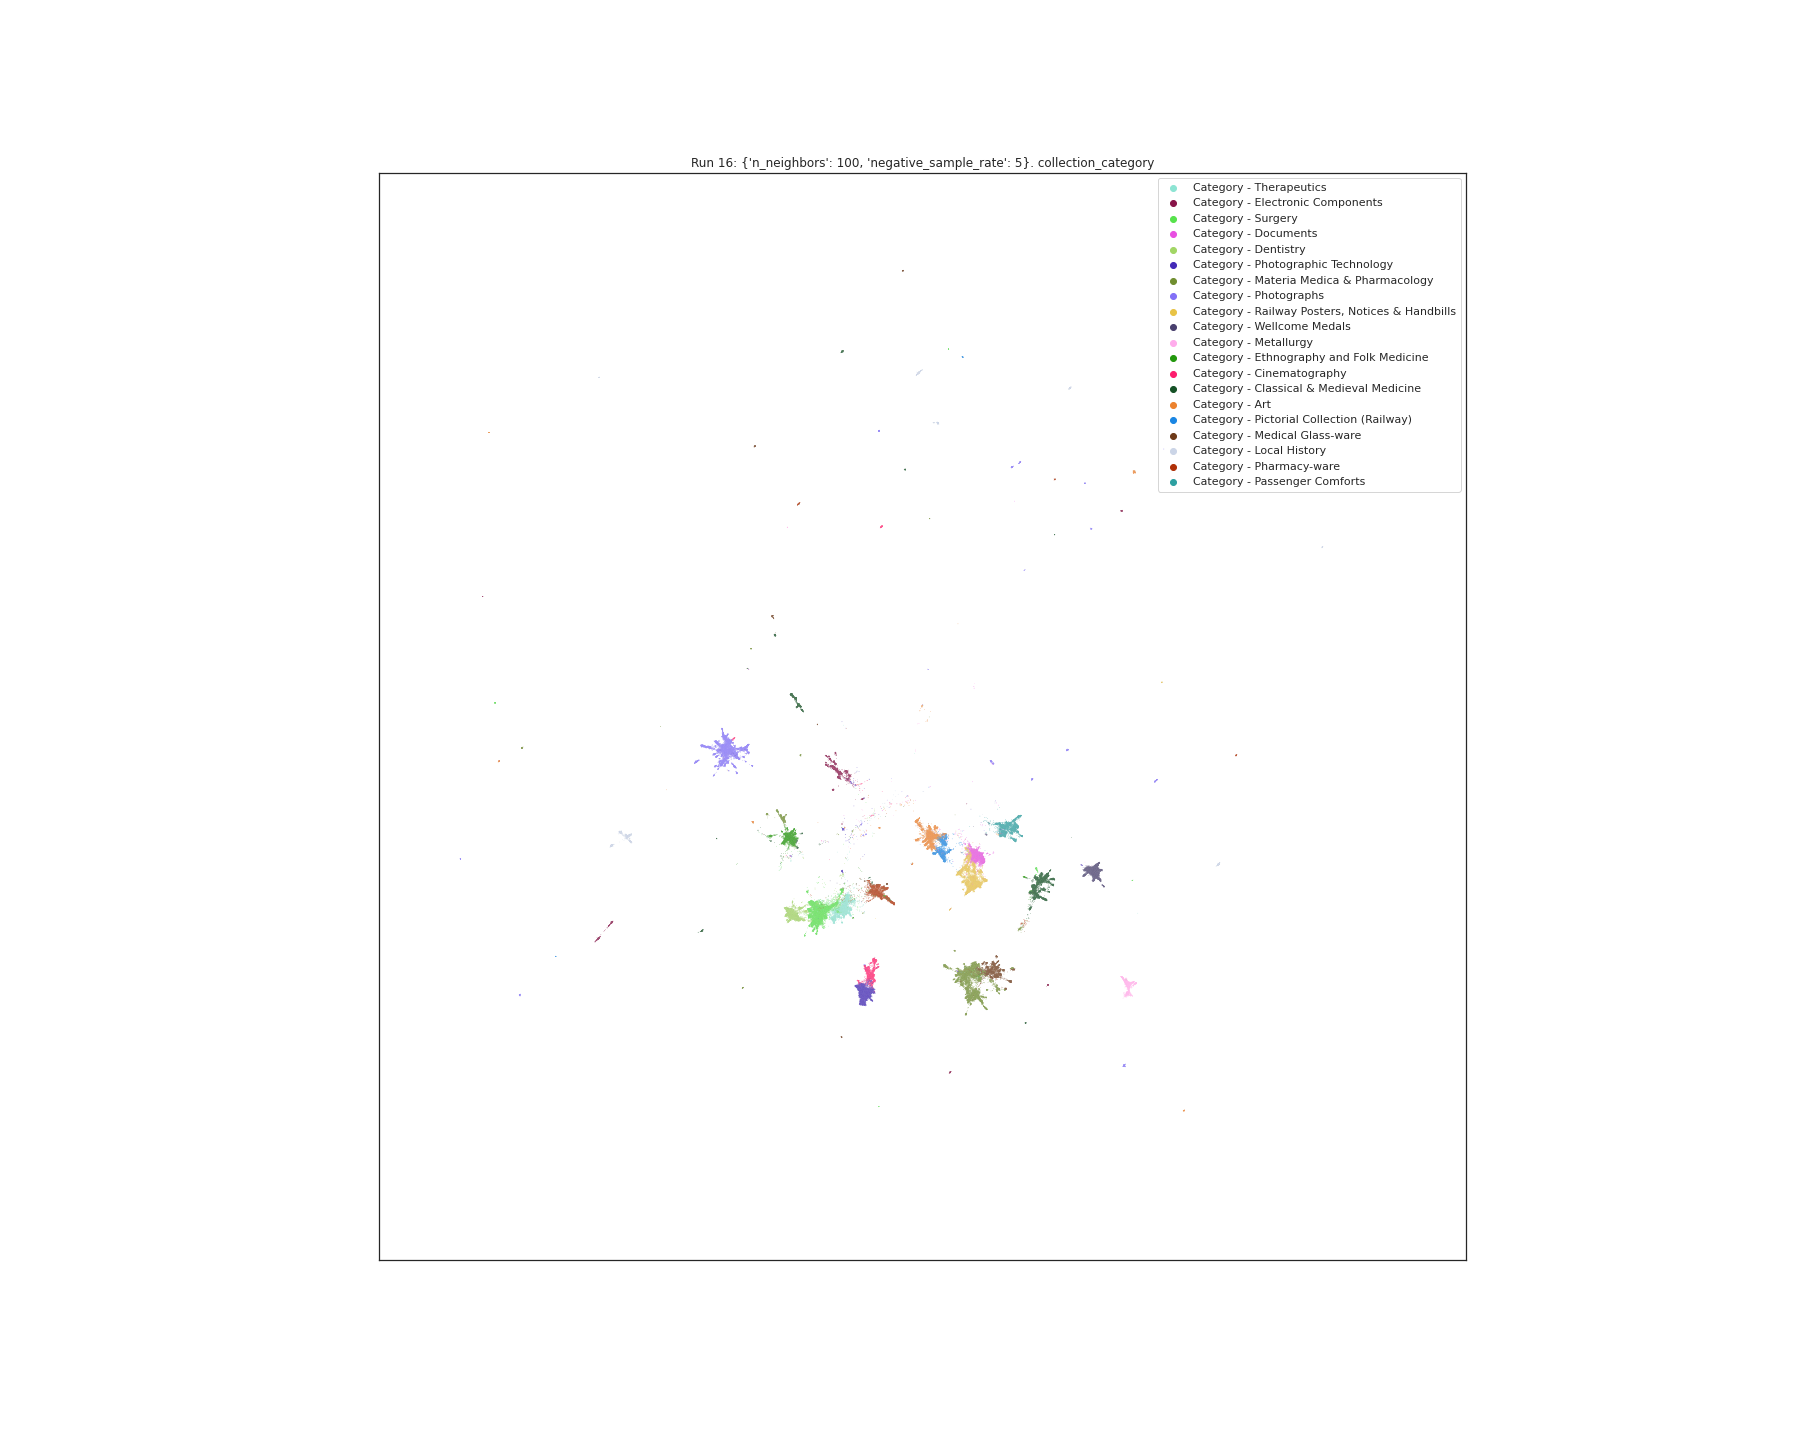 Run 16: {'n_neighbors': 100, 'negative_sample_rate': 5}. collection_category
Category - Therapeutics
Category - Electronic Components
Category - Surgery
Category - Documents
Category - Dentistry
Category - Photographic Technology
Category - Materia Medica & Pharmacology
Category - Photographs
Category - Railway Posters, Notices & Handbills
Category - Wellcome Medals
Category - Metallurgy
Category - Ethnography and Folk Medicine
Category - Cinematography
Category - Classical & Medieval Medicine
Category - Art
Category - Pictorial Collection (Railway)
Category - Medical Glass-ware
Category - Local History
Category - Pharmacy-ware
Category - Passenger Comforts